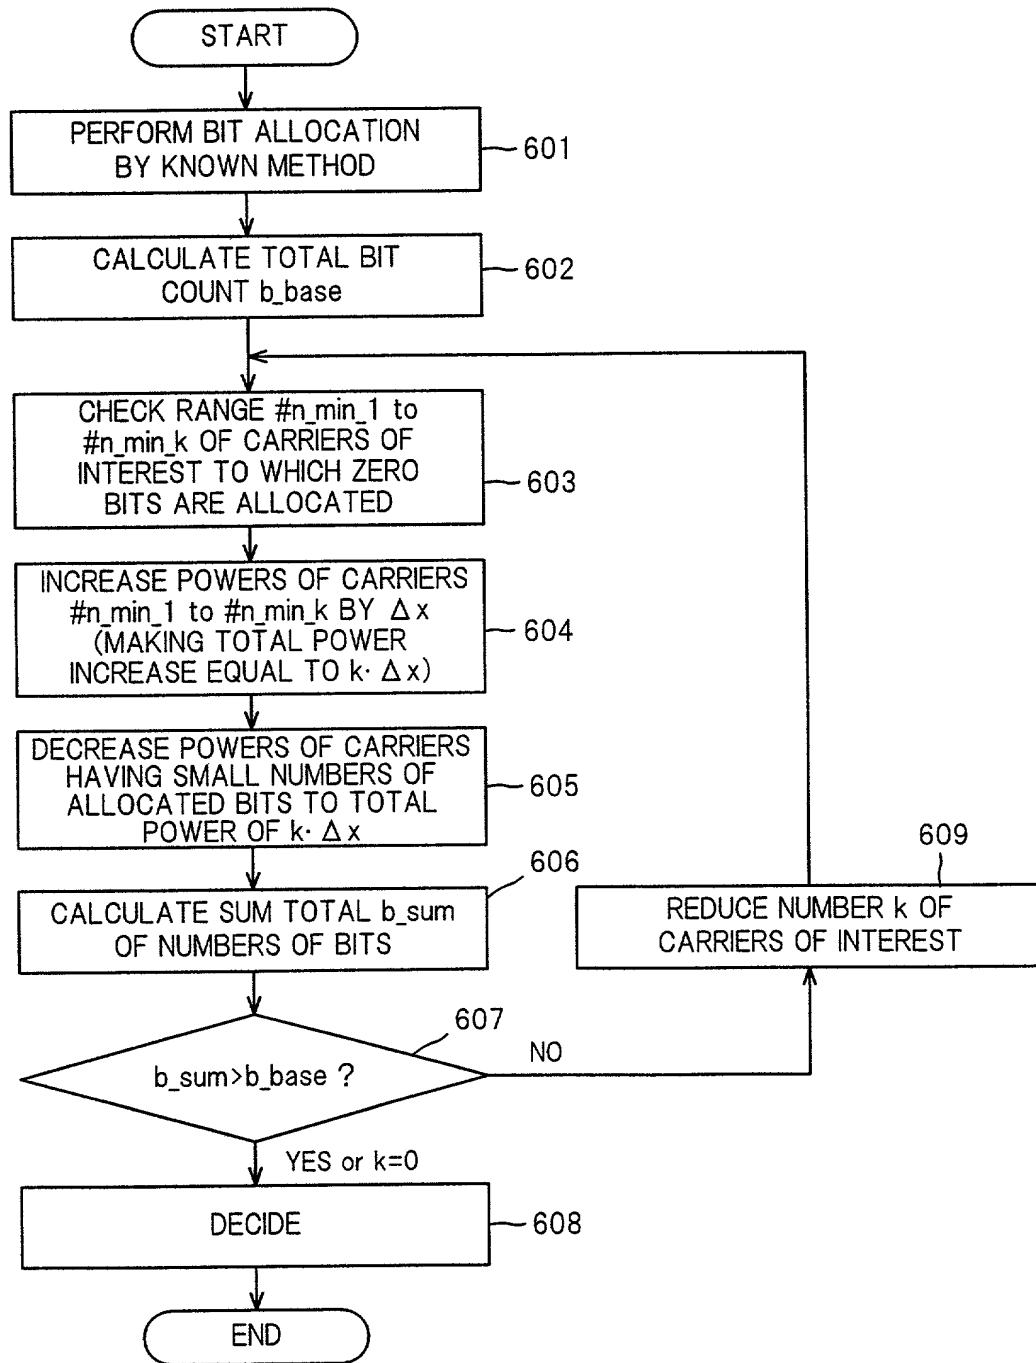 START
PERFORM BIT ALLOCATION
BY KNOWN METHOD
601
CALCULATE TOTAL BIT
COUNT b_base
602
CHECK RANGE #n_min_1 to
#n_min_k OF CARRIERS OF
INTEREST TO WHICH ZERO
BITS ARE ALLOCATED
603
INCREASE POWERS OF CARRIERS
#n_min_1 to #n_min_k BY Δx
(MAKING TOTAL POWER
INCREASE EQUAL TO k· Δx)
604
DECREASE POWERS OF CARRIERS
HAVING SMALL NUMBERS OF
ALLOCATED BITS TO TOTAL
POWER OF k· Δx
605
CALCULATE SUM TOTAL b_sum
OF NUMBERS OF BITS
606
609
REDUCE NUMBER k OF
CARRIERS OF INTEREST
b_sum>b_base ?
607
NO
YES or k=0
DECIDE
608
END